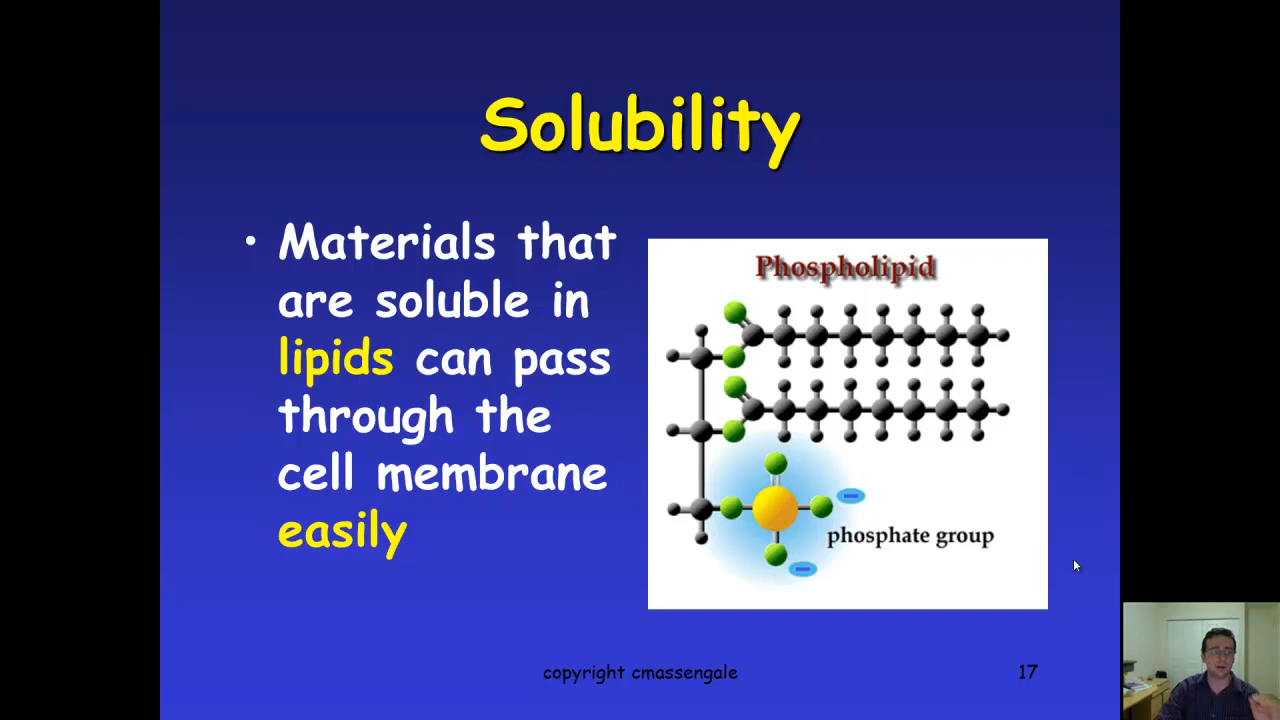 Solubility
• Materials that
are soluble in
lipids can pass
through the
cell membrane
easily
Phospholipid
phosphate group
copyright cmassengale
17